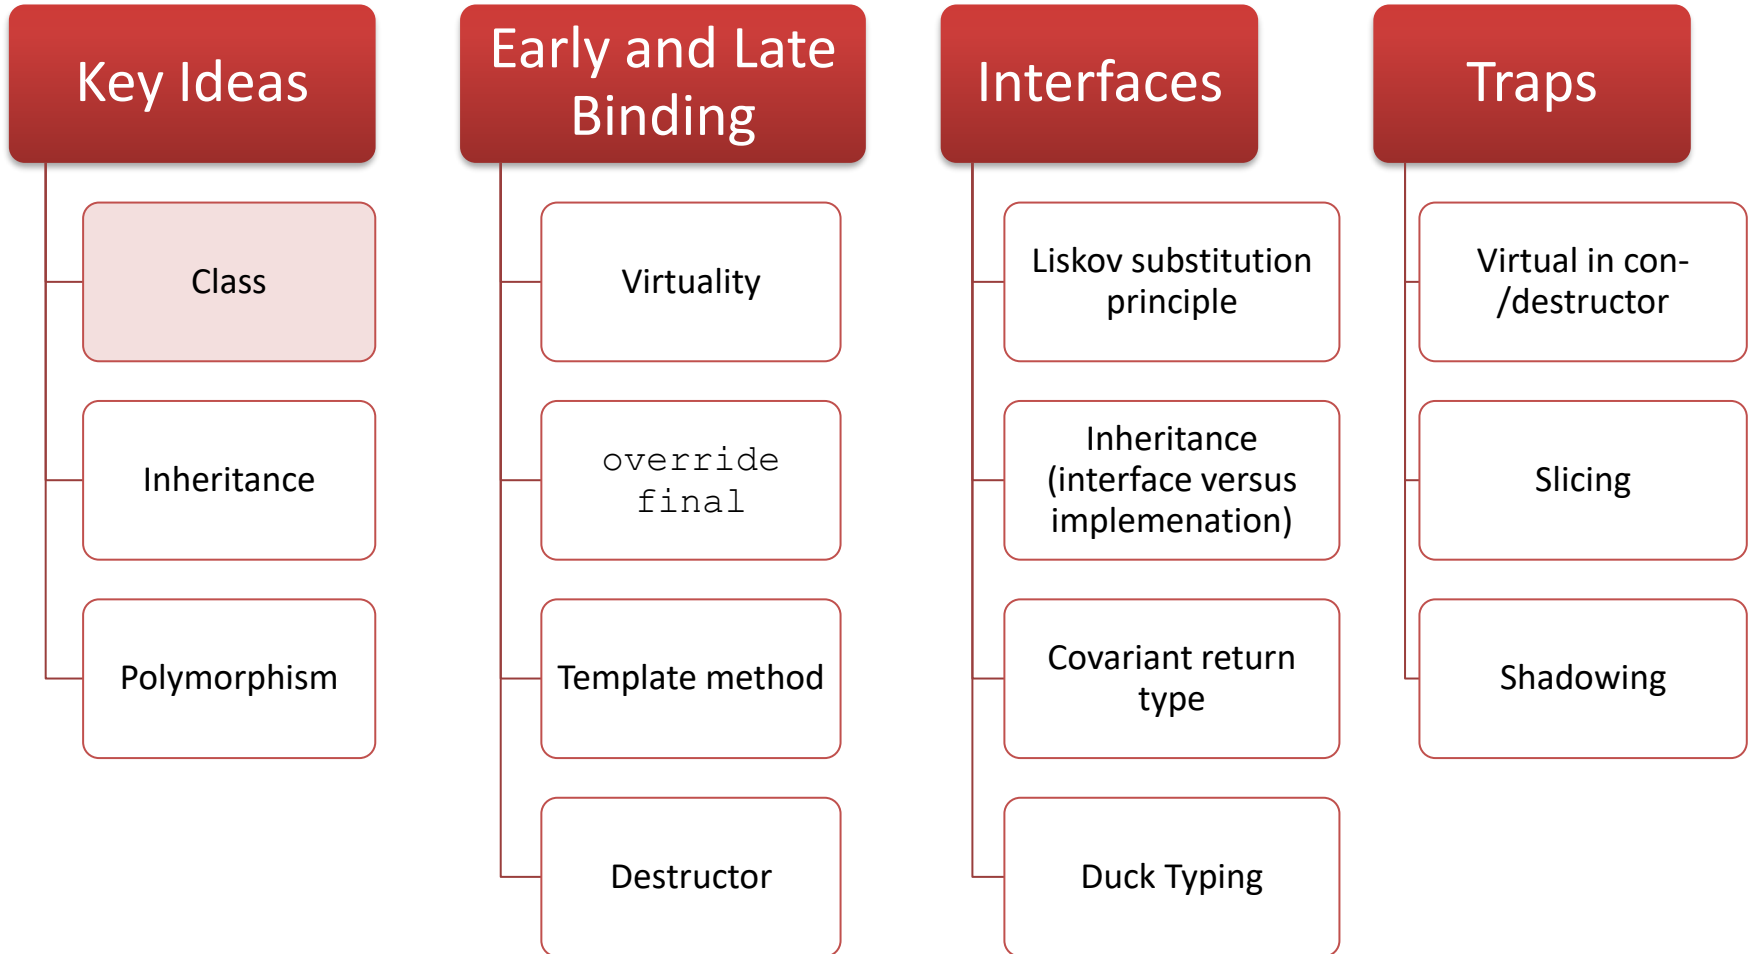 Key Ideas
Class
Inheritance
Polymorphism
Early and Late
Binding
Virtuality
override
final
Template method
Destructor
Interfaces
Liskov substitution
principle
Inheritance
(interface versus
implemenation)
Covariant return
type
Duck Typing
Traps
Virtual in con-
/destructor
Slicing
Shadowing